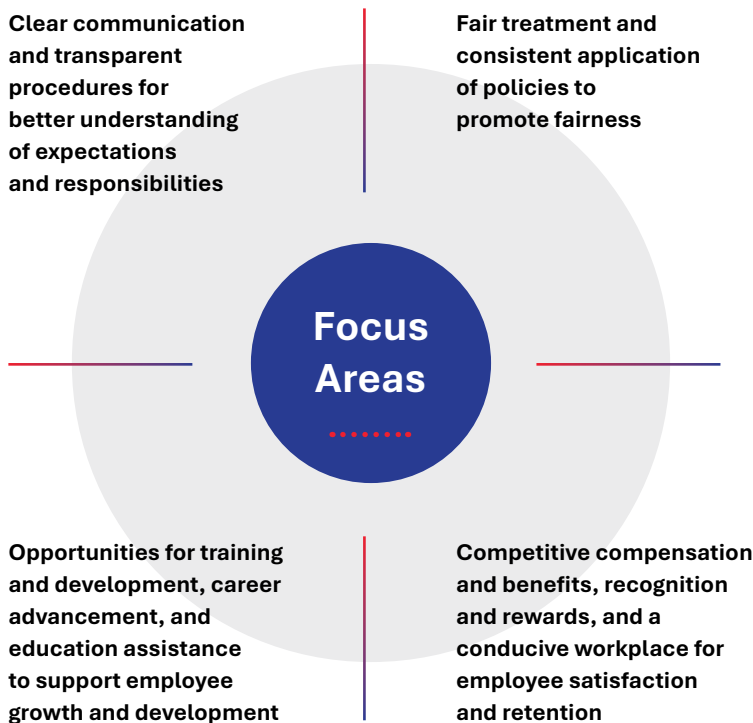 Clear communication
and transparent
procedures for
better understanding
of expectations
and responsibilities
Fair treatment and
consistent application
of policies to
promote fairness
Focus
Areas
Opportunities for training
and development, career
advancement, and
education assistance
to support employee
growth and development
Competitive compensation
and benefits, recognition
and rewards, and a
conducive workplace for
employee satisfaction
and retention